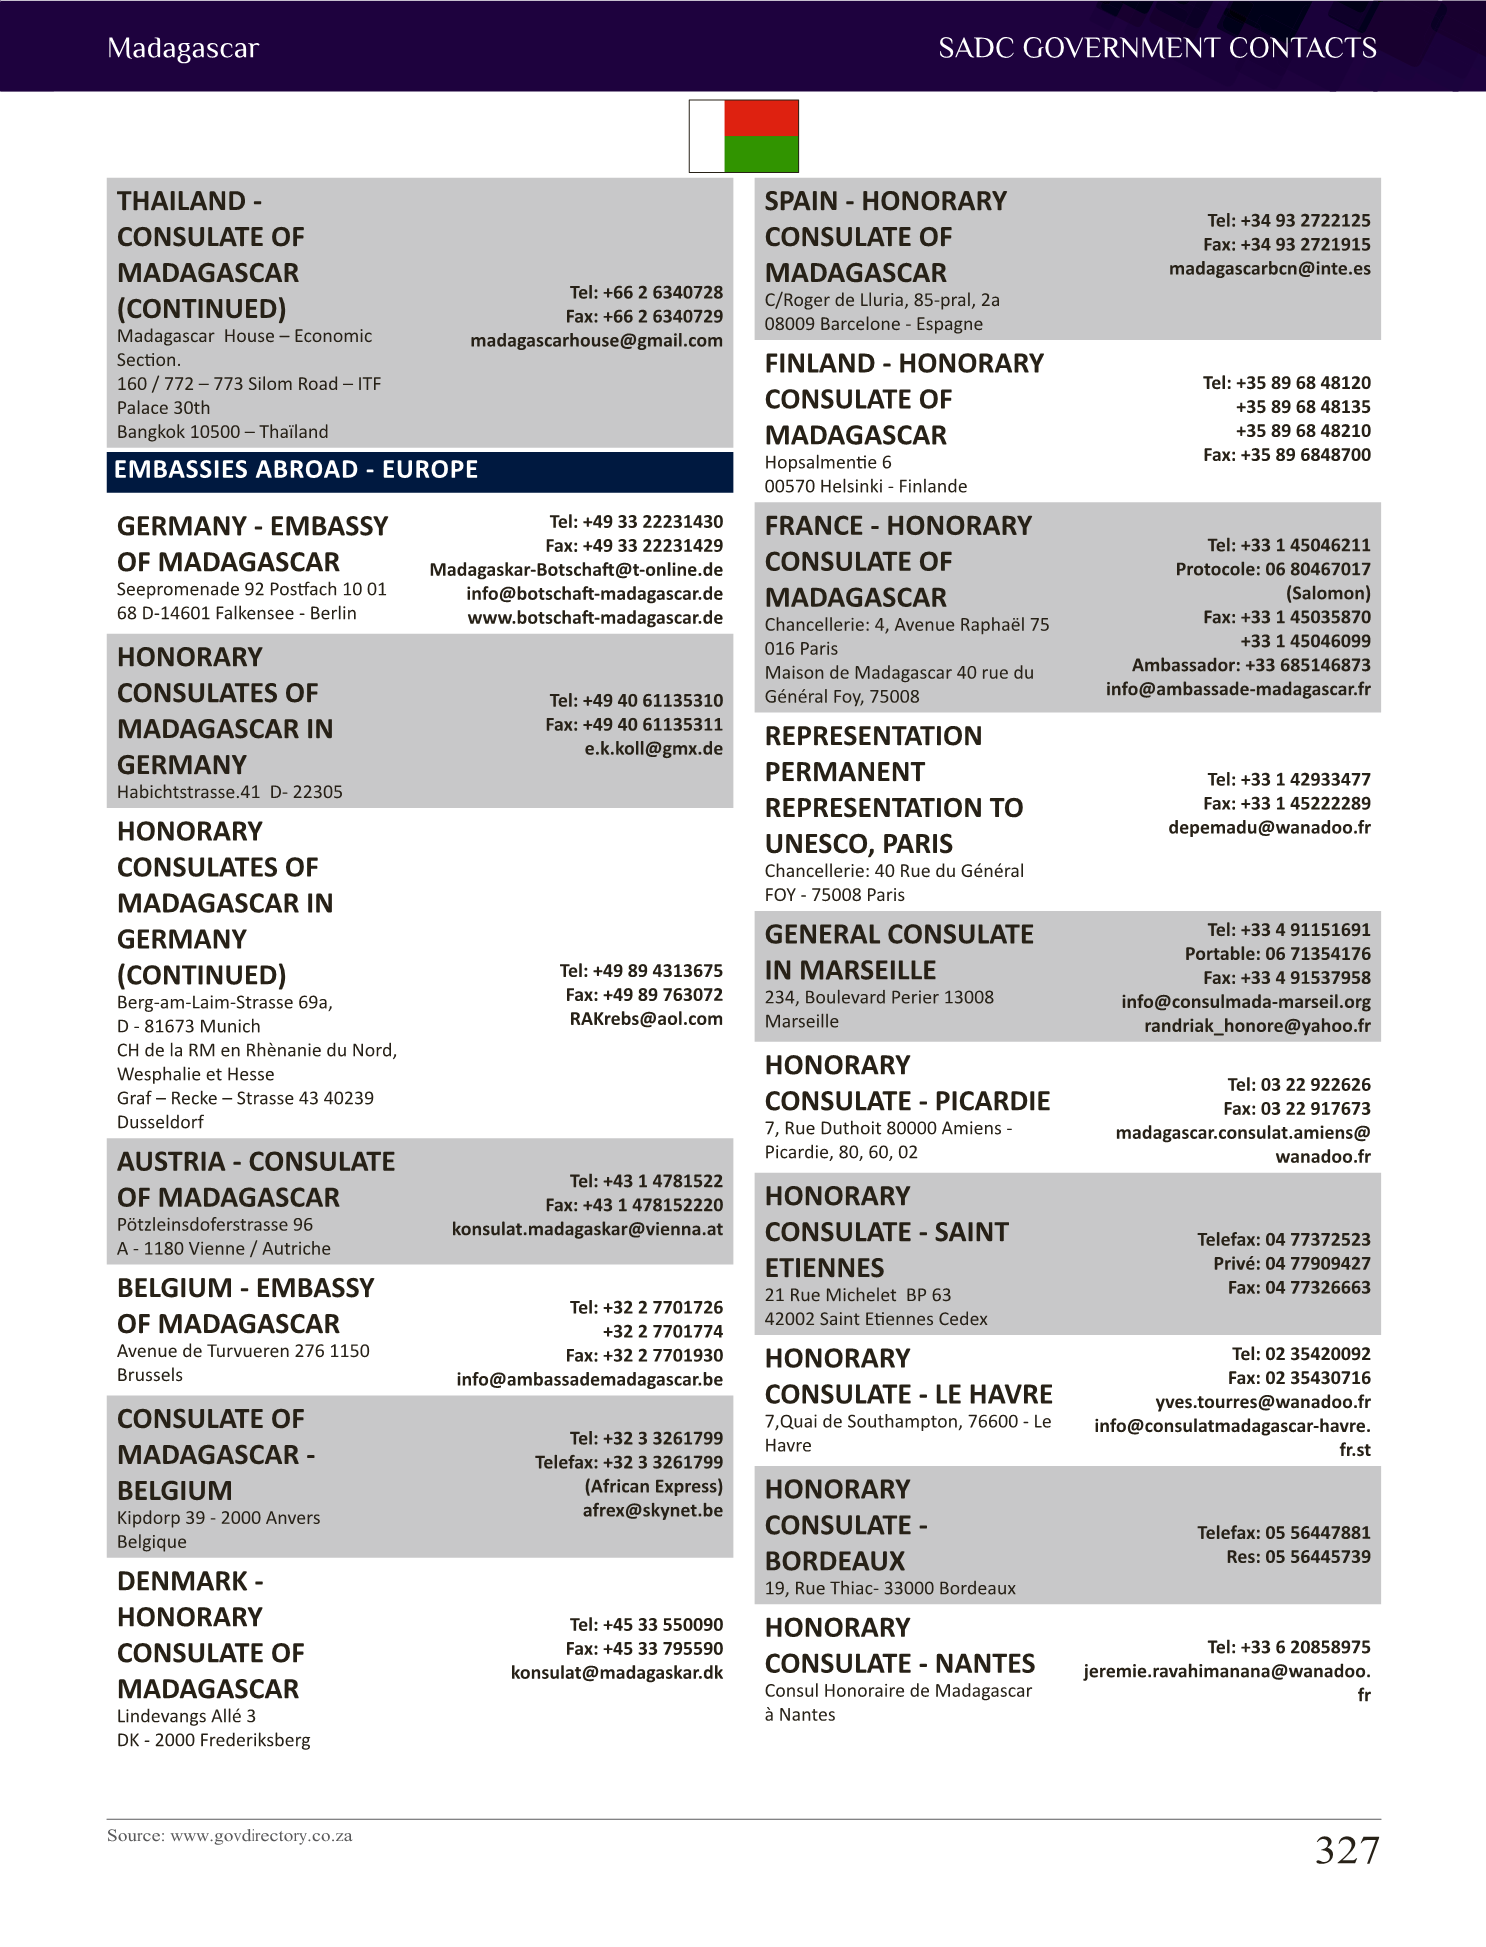 Madagascar
SADC GOVERNMENT CONTACTS
THAILAND -
CONSULATE OF
MADAGASCAR
(CONTINUED)
Madagascar House – Economic
Section.
160 / 772 – 773 Silom Road – ITF
Palace 30th
Bangkok 10500 – Thaïland
Tel: +66 2 6340728
Fax: +66 2 6340729
madagascarhouse@gmail.com
EMBASSIES ABROAD - EUROPE
GERMANY - EMBASSY
OF MADAGASCAR
Seepromenade 92 Postfach 10 01
68 D-14601 Falkensee - Berlin
Tel: +49 33 22231430
Fax: +49 33 22231429
Madagaskar-Botschaft@t-online.de
info@botschaft-madagascar.de
www.botschaft-madagascar.de
HONORARY
CONSULATES OF
MADAGASCAR IN
GERMANY
Habichtstrasse.41 D- 22305
Tel: +49 40 61135310
Fax: +49 40 61135311
e.k.koll@gmx.de
HONORARY
CONSULATES OF
MADAGASCAR IN
GERMANY
(CONTINUED)
Berg-am-Laim-Strasse 69a,
D - 81673 Munich
CH de la RM en Rhènanie du Nord,
Wesphalie et Hesse
Graf – Recke – Strasse 43 40239
Dusseldorf
Tel: +49 89 4313675
Fax: +49 89 763072
RAKrebs@aol.com
AUSTRIA - CONSULATE
OF MADAGASCAR
Pötzleinsdoferstrasse 96
A - 1180 Vienne / Autriche
Tel: +43 1 4781522
Fax: +43 1 478152220
konsulat.madagaskar@vienna.at
BELGIUM - EMBASSY
OF MADAGASCAR
Avenue de Turvueren 276 1150
Brussels
Tel: +32 2 7701726
+32 2 7701774
Fax: +32 2 7701930
info@ambassademadagascar.be
CONSULATE OF
MADAGASCAR -
BELGIUM
Kipdorp 39 - 2000 Anvers
Belgique
Tel: +32 3 3261799
Telefax: +32 3 3261799
(African Express)
afrex@skynet.be
DENMARK -
HONORARY
CONSULATE OF
MADAGASCAR
Lindevangs Allé 3
DK - 2000 Frederiksberg
Tel: +45 33 550090
Fax: +45 33 795590
konsulat@madagaskar.dk
SPAIN - HONORARY
CONSULATE OF
MADAGASCAR
C/Roger de Lluria, 85-pral, 2a
08009 Barcelone - Espagne
Tel: +34 93 2722125
Fax: +34 93 2721915
madagascarbcn@inte.es
FINLAND - HONORARY
CONSULATE OF
MADAGASCAR
Hopsalmentie 6
00570 Helsinki - Finlande
Tel: +35 89 68 48120
+35 89 68 48135
+35 89 68 48210
Fax: +35 89 6848700
FRANCE - HONORARY
CONSULATE OF
MADAGASCAR
Chancellerie: 4, Avenue Raphaël 75
016 Paris
Maison de Madagascar 40 rue du
Général Foy, 75008
Tel: +33 1 45046211
Protocole: 06 80467017
(Salomon)
Fax: +33 1 45035870
+33 1 45046099
Ambassador: +33 685146873
info@ambassade-madagascar.fr
REPRESENTATION
PERMANENT
REPRESENTATION TO
UNESCO, PARIS
Chancellerie: 40 Rue du Général
FOY - 75008 Paris
Tel: +33 1 42933477
Fax: +33 1 45222289
depemadu@wanadoo.fr
GENERAL CONSULATE
IN MARSEILLE
234, Boulevard Perier 13008
Marseille
Tel: +33 4 91151691
Portable: 06 71354176
Fax: +33 4 91537958
info@consulmada-marseil.org
randriak_honore@yahoo.fr
HONORARY
CONSULATE - PICARDIE
7, Rue Duthoit 80000 Amiens -
Picardie, 80, 60, 02
Tel: 03 22 922626
Fax: 03 22 917673
madagascar.consulat.amiens@
wanadoo.fr
HONORARY
CONSULATE - SAINT
ETIENNES
21 Rue Michelet BP 63
42002 Saint Etiennes Cedex
Telefax: 04 77372523
Privé: 04 77909427
Fax: 04 77326663
HONORARY
CONSULATE - LE HAVRE
7,Quai de Southampton, 76600 - Le
Havre
Tel: 02 35420092
Fax: 02 35430716
yves.tourres@wanadoo.fr
info@consulatmadagascar-havre.
fr.st
HONORARY
CONSULATE -
BORDEAUX
19, Rue Thiac- 33000 Bordeaux
Telefax: 05 56447881
Res: 05 56445739
HONORARY
CONSULATE - NANTES
Consul Honoraire de Madagascar
à Nantes
Tel: +33 6 20858975
jeremie.ravahimanana@wanadoo.
fr
Source: www.govdirectory.co.za
327